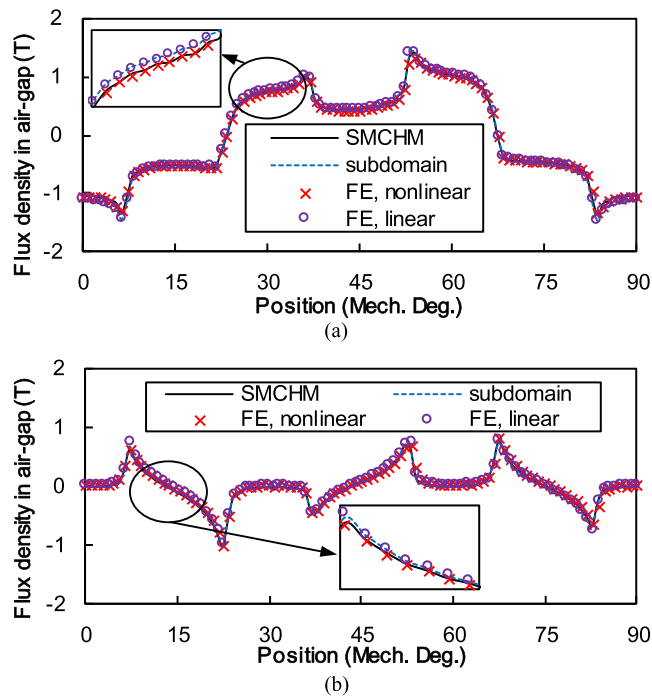 2
1
0
-1
-2
Flux density in air-gap (T)
SMCHM
subdomain
FE, nonlinear
FE, linear
0 15 30 45 60 75 90
Position (Mech. Deg.)
(a)
2
1
0
-1
-2
Flux density in air-gap (T)
SMCHM subdomain
FE, nonlinear FE, linear
0 15 30 45 60 75 90
Position (Mech. Deg.)
(b)